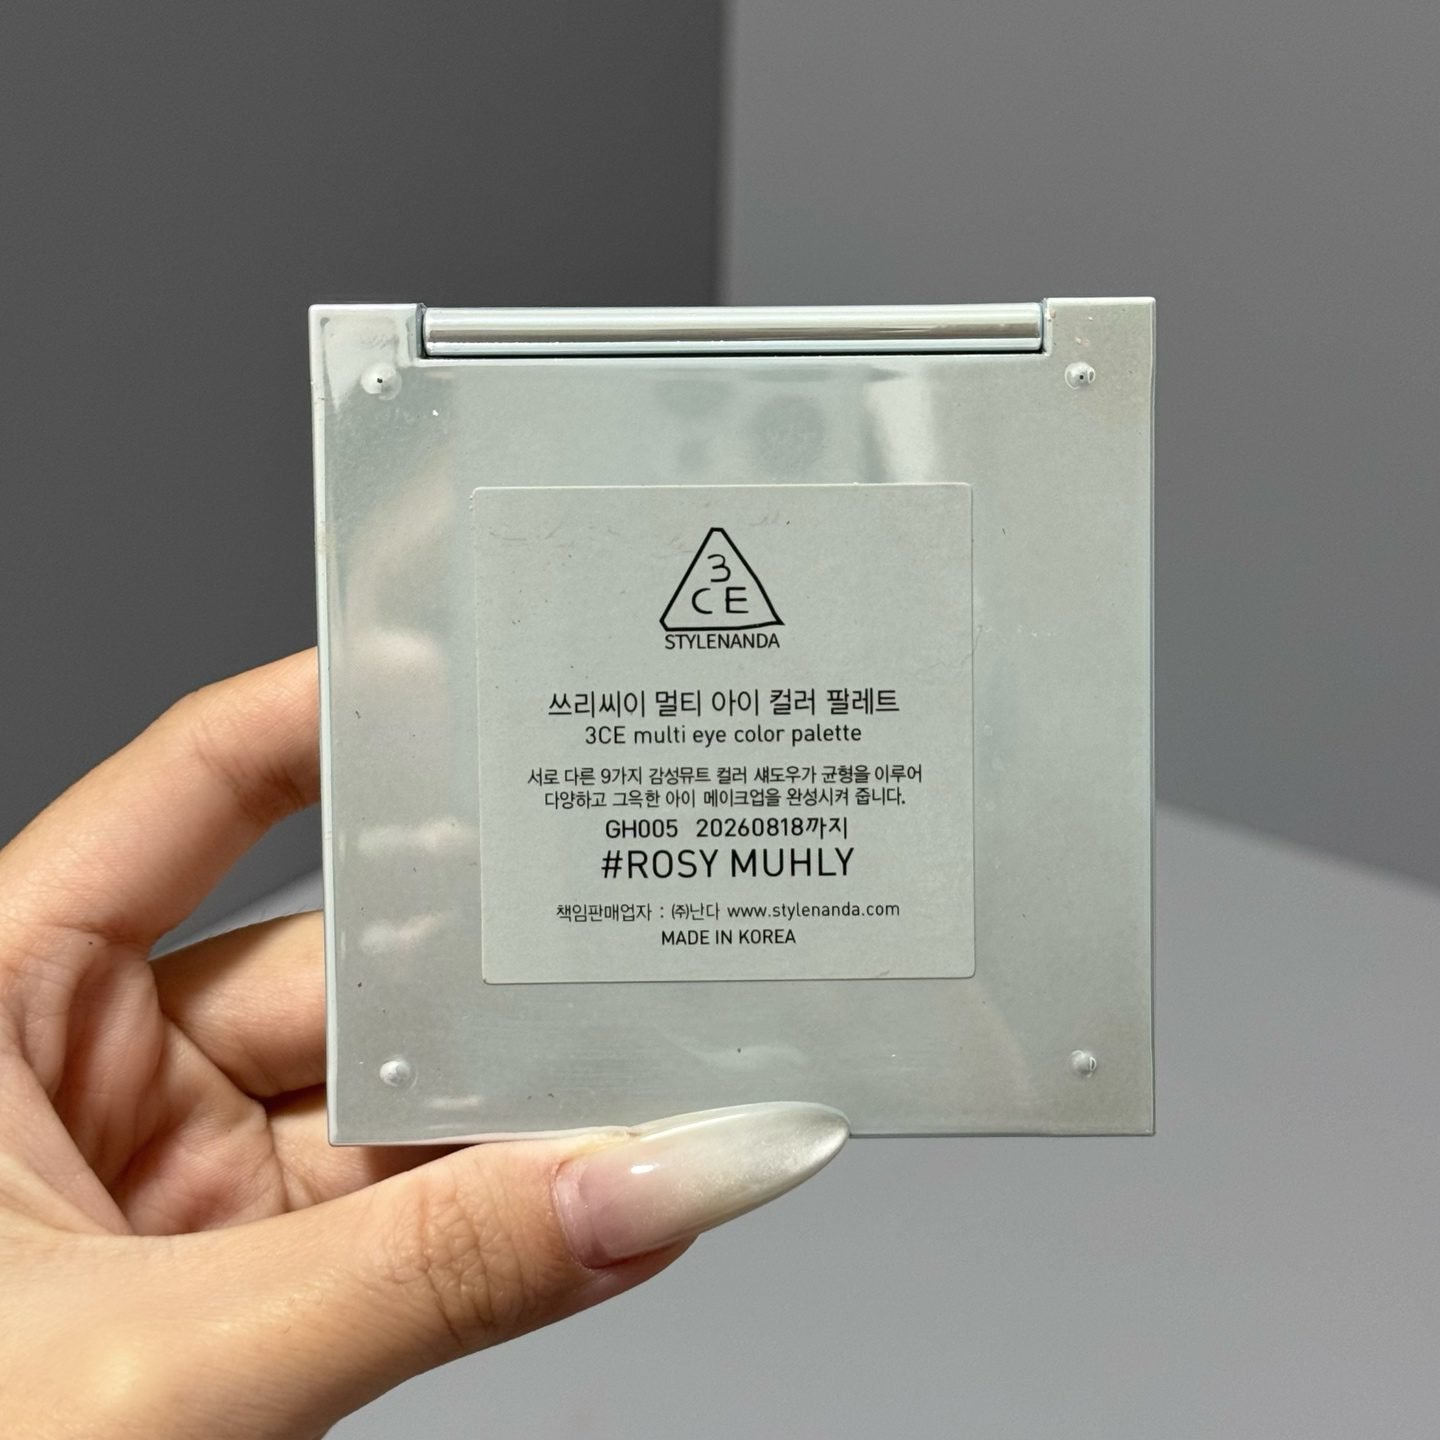 3
CE
STYLENANDA
쓰리씨이 멀티 아이 컬러 팔레트
3CE multi eye color palette
서로 다른 9가지 감성뮤트 컬러 섀도우가 균형을 이루어
다양하고 그윽한 아이 메이크업을 완성시켜 줍니다.
GH005 20260818까지
#ROSY MUHLY
책임판매업자 : ㈜난다 www.stylenanda.com
MADE IN KOREA